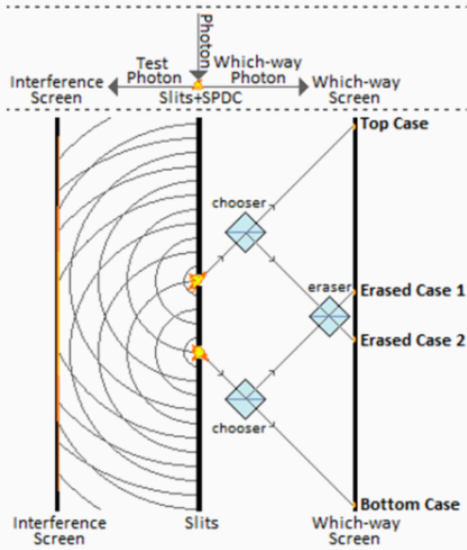 Photon
Test
Photon
Which-way
Photon
Interference
Screen
Slits+SPDC
Which-way
Screen
Top Case
chooser
eraser
Erased Case 1
Erased Case 2
chooser
Bottom Case
Interference
Screen
Slits
Which-way
Screen